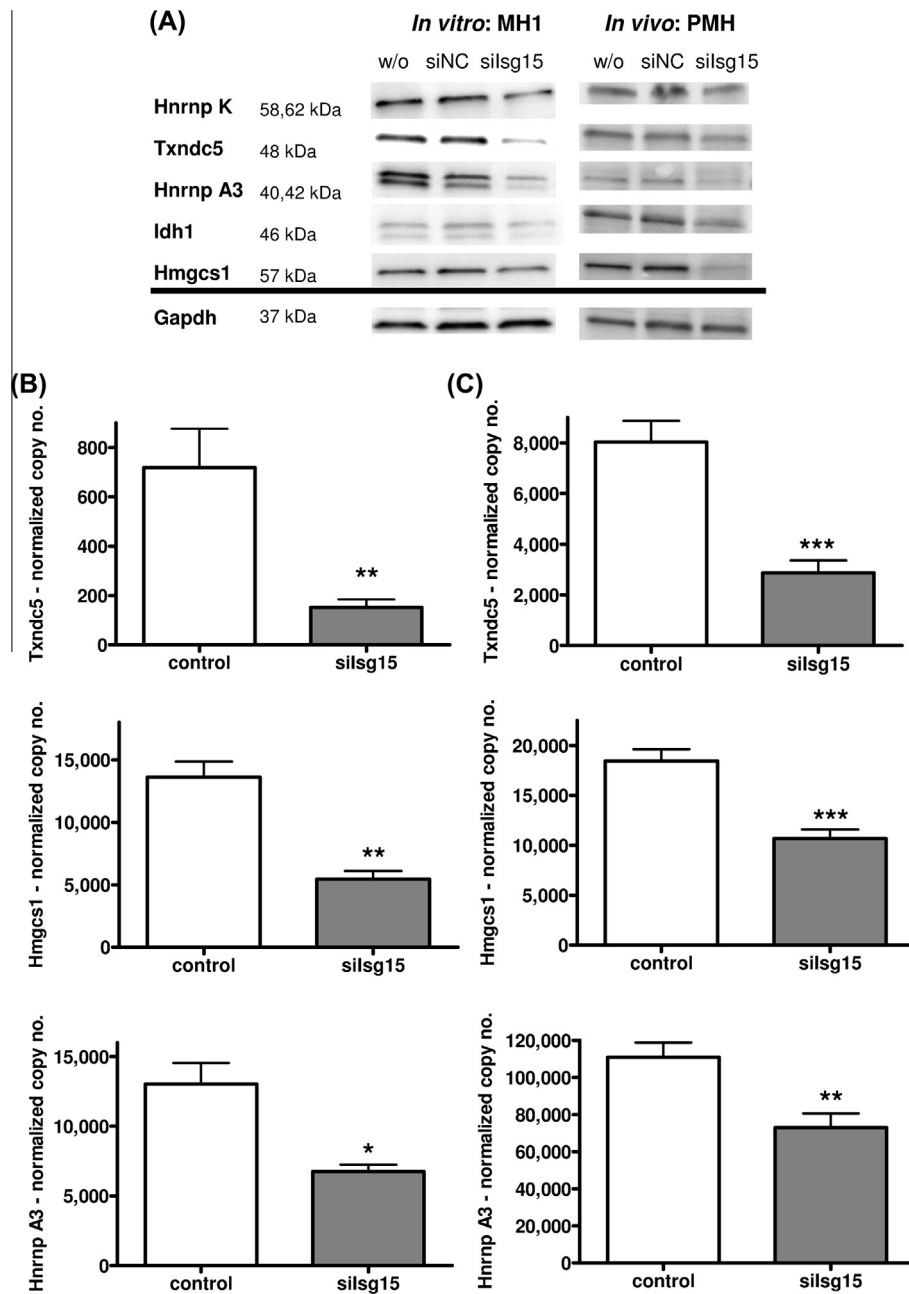 (A)
In vitro: MH1
In vivo: PMH
w/o siNC siIsg15
w/o siNC siIsg15
Hnrnp K 58,62 kDa
Txndc5 48 kDa
Hnrnp A3 40,42 kDa
Idh1 46 kDa
Hmgcs1 57 kDa
Gapdh 37 kDa
(B)
Txndc5 - normalized copy no.
800
600
400
200
0
**
control siIsg15
(C)
Txndc5 - normalized copy no.
8,000
6,000
4,000
2,000
0
***
control siIsg15
Hmgcs1 - normalized copy no.
15,000
10,000
5,000
0
**
control siIsg15
Hmgcs1 - normalized copy no.
20,000
15,000
10,000
5,000
0
***
control siIsg15
Hnrnp A3 - normalized copy no.
15,000
10,000
5,000
0
*
control siIsg15
Hnrnp A3 - normalized copy no.
120,000
100,000
80,000
60,000
40,000
20,000
0
**
control siIsg15